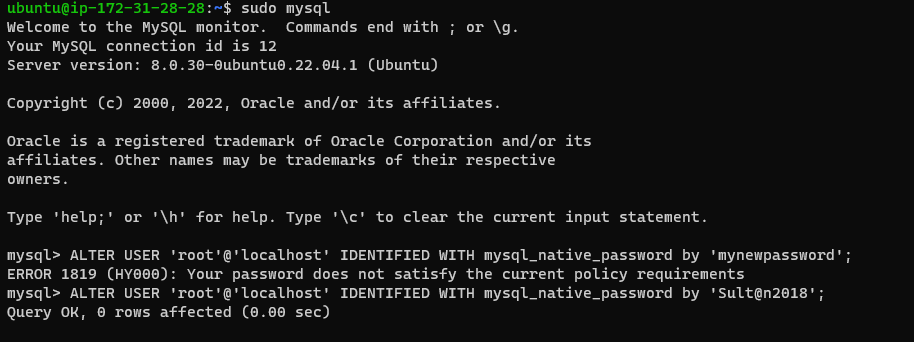 ubuntu@ip-172-31-28-28:~$ sudo mysql
Welcome to the MySQL monitor.  Commands end with ; or \g.
Your MySQL connection id is 12
Server version: 8.0.30-0ubuntu0.22.04.1 (Ubuntu)
Copyright (c) 2000, 2022, Oracle and/or its affiliates.
Oracle is a registered trademark of Oracle Corporation and/or its
affiliates. Other names may be trademarks of their respective
owners.
Type 'help;' or '\h' for help. Type '\c' to clear the current input statement.
mysql> ALTER USER 'root'@'localhost' IDENTIFIED WITH mysql_native_password by 'mynewpassword';
ERROR 1819 (HY000): Your password does not satisfy the current policy requirements
mysql> ALTER USER 'root'@'localhost' IDENTIFIED WITH mysql_native_password by 'Sult@n2018';
Query OK, 0 rows affected (0.00 sec)